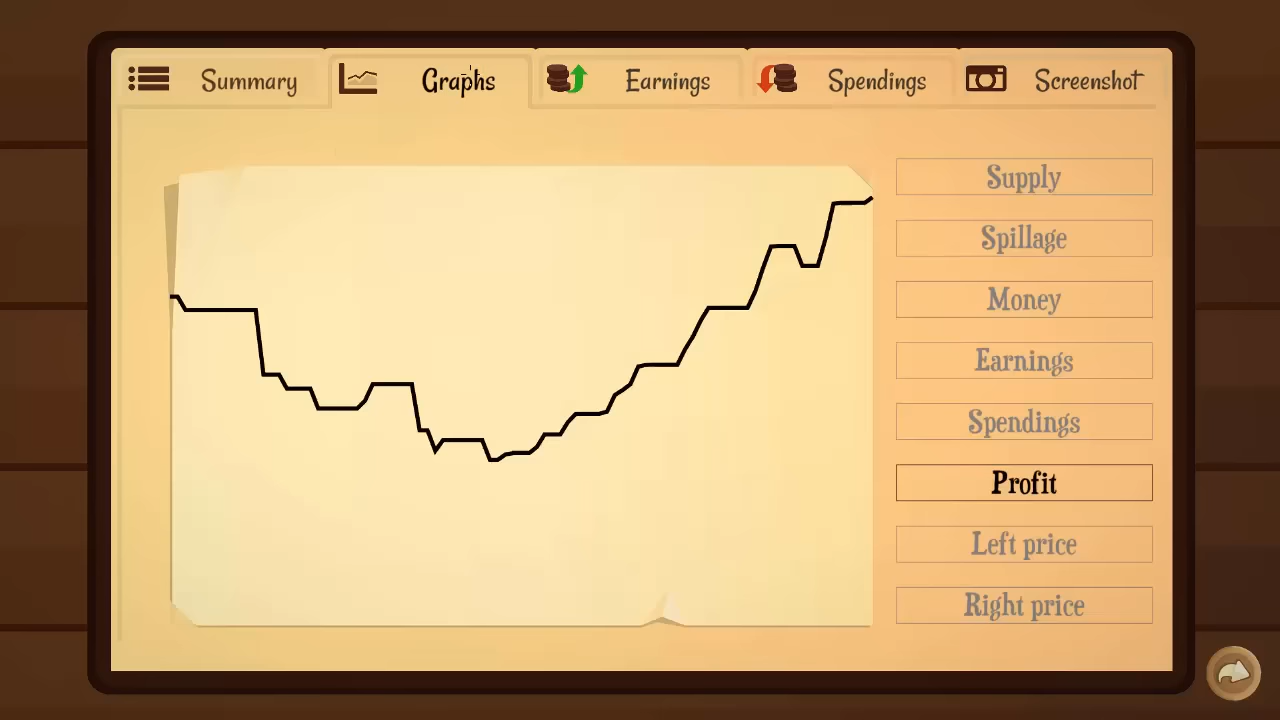 Summary
Graphs
Earnings
Spendings
Screenshot
Supply
Spillage
Money
Earnings
Spendings
Profit
Left price
Right price